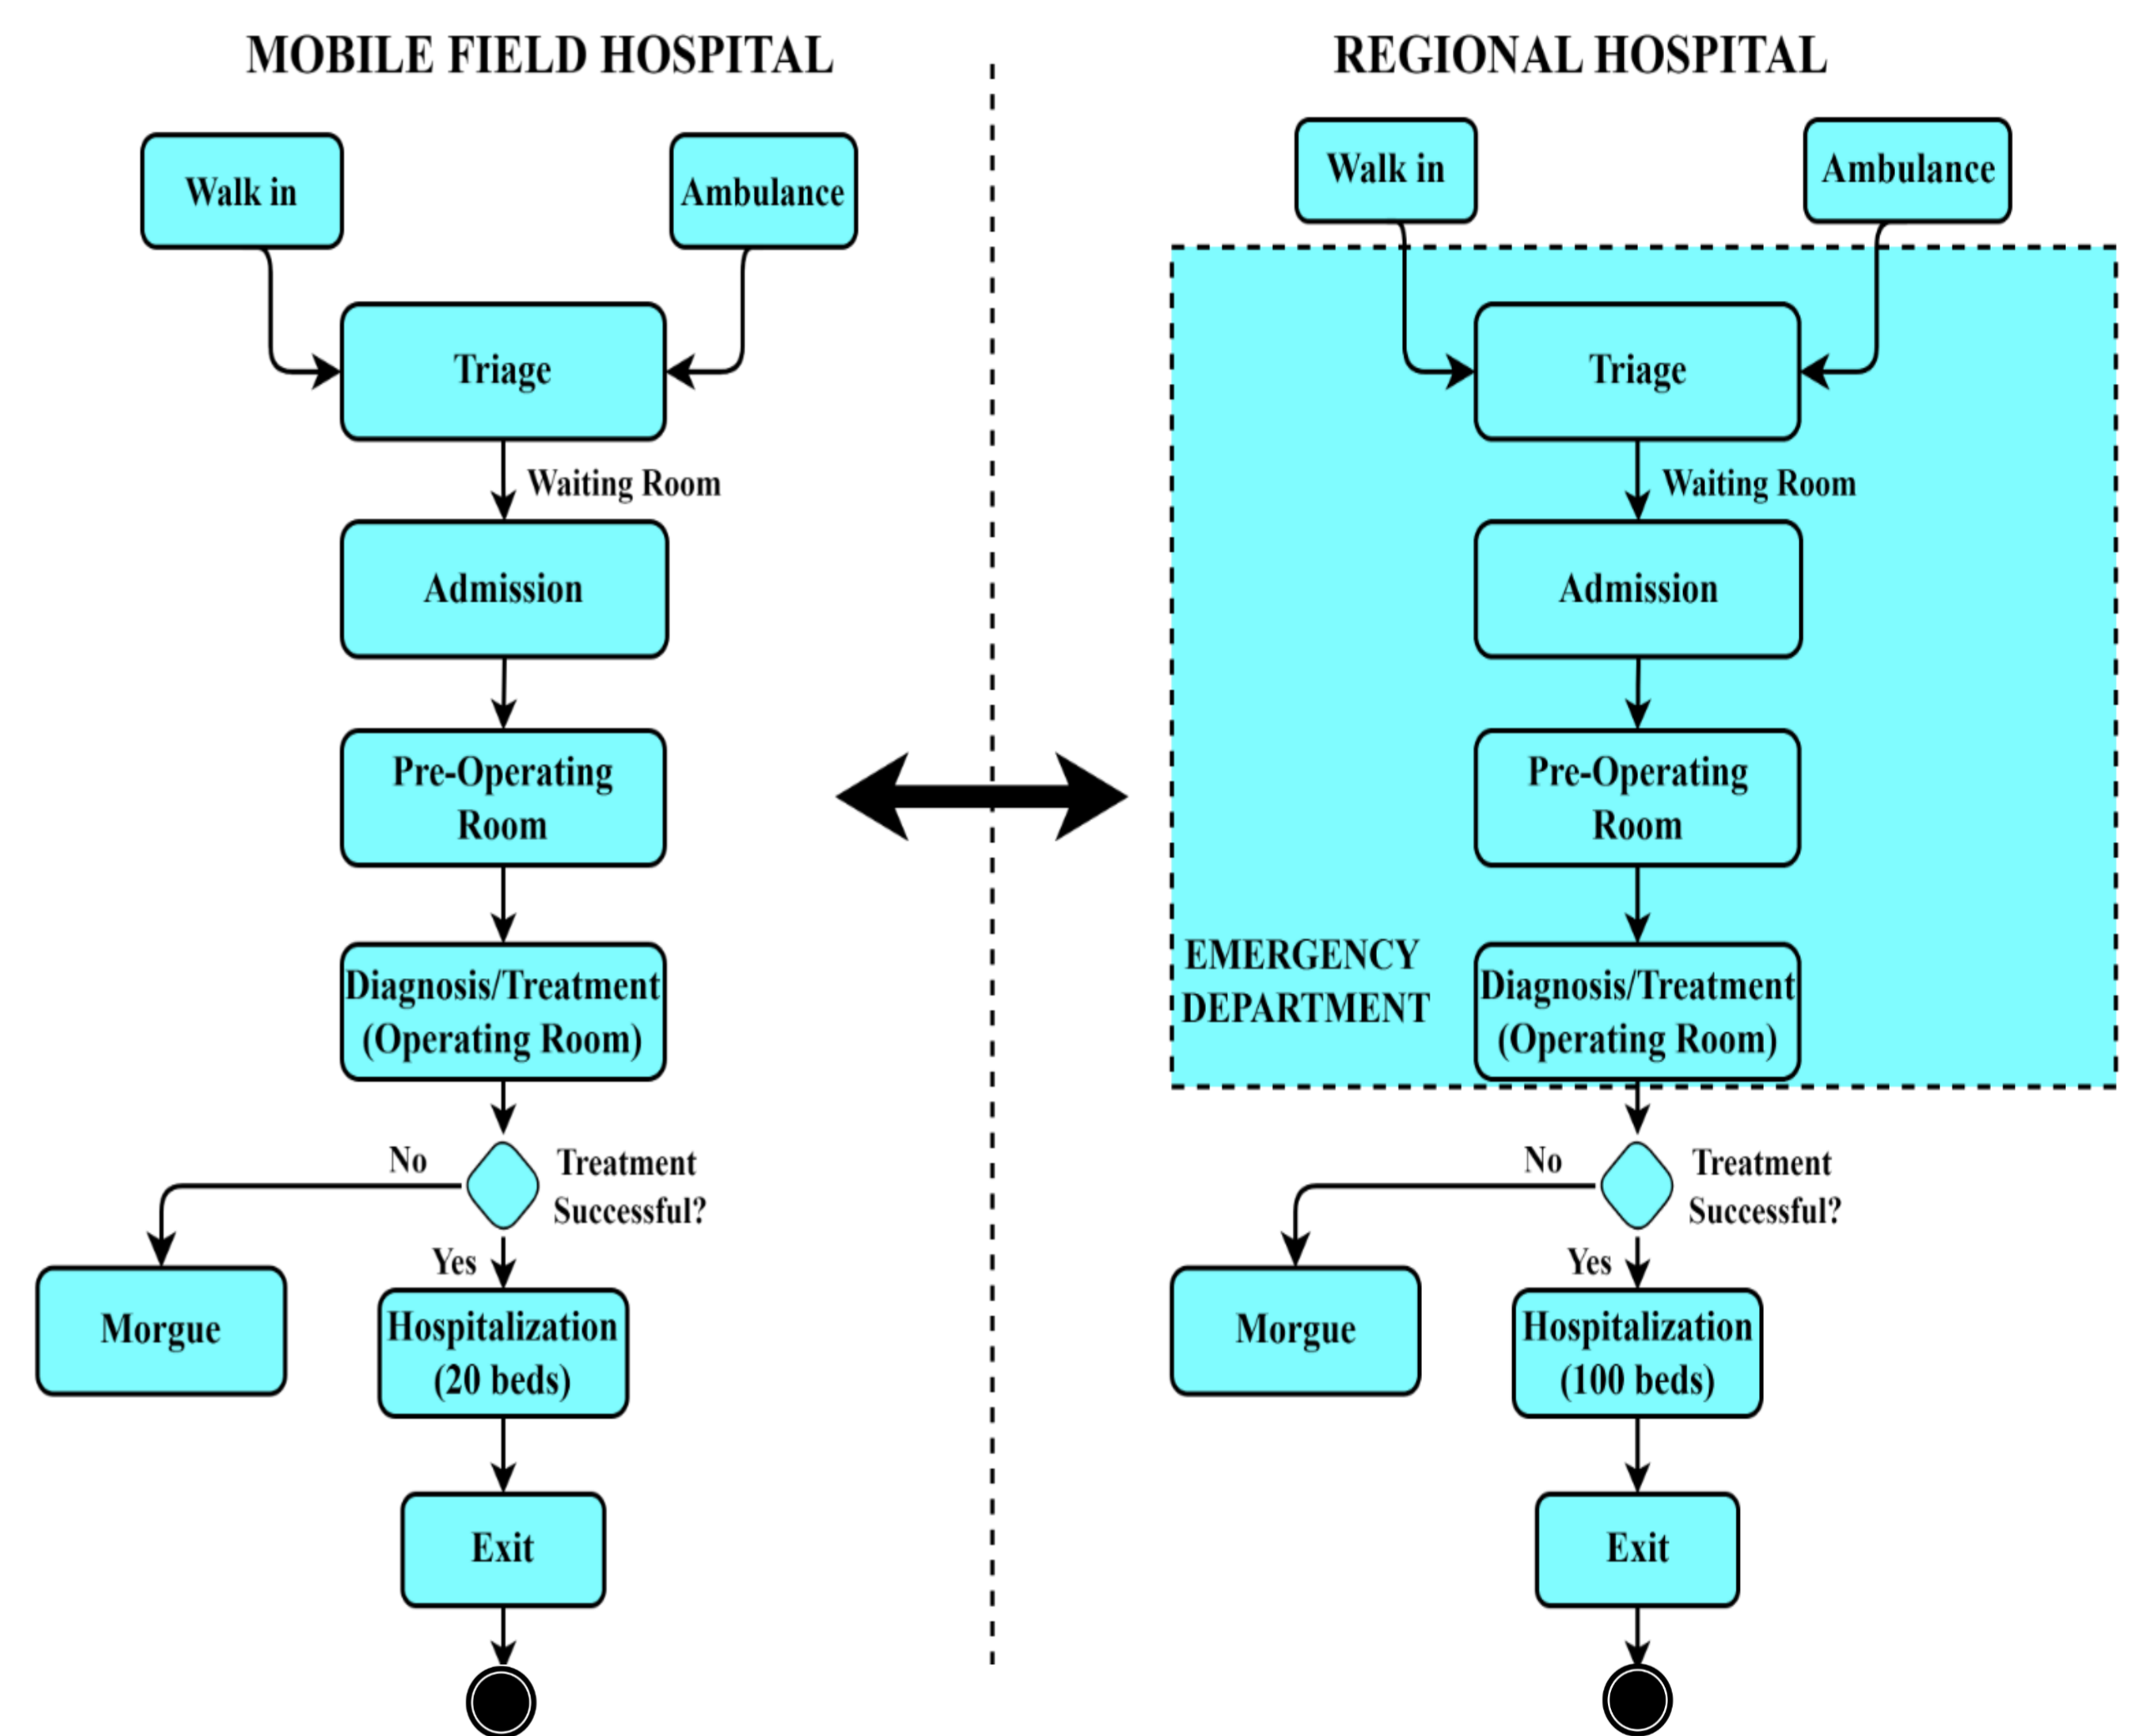 MOBILE FIELD HOSPITAL
Walk in
Ambulance
Triage
Waiting Room
Admission
Pre-Operating
Room
Diagnosis/Treatment
(Operating Room)
No
Treatment
Successful?
Yes
Morgue
Hospitalization
(20 beds)
Exit
REGIONAL HOSPITAL
Walk in
Ambulance
Triage
Waiting Room
Admission
Pre-Operating
Room
EMERGENCY
DEPARTMENT
Diagnosis/Treatment
(Operating Room)
No
Treatment
Successful?
Yes
Morgue
Hospitalization
(100 beds)
Exit